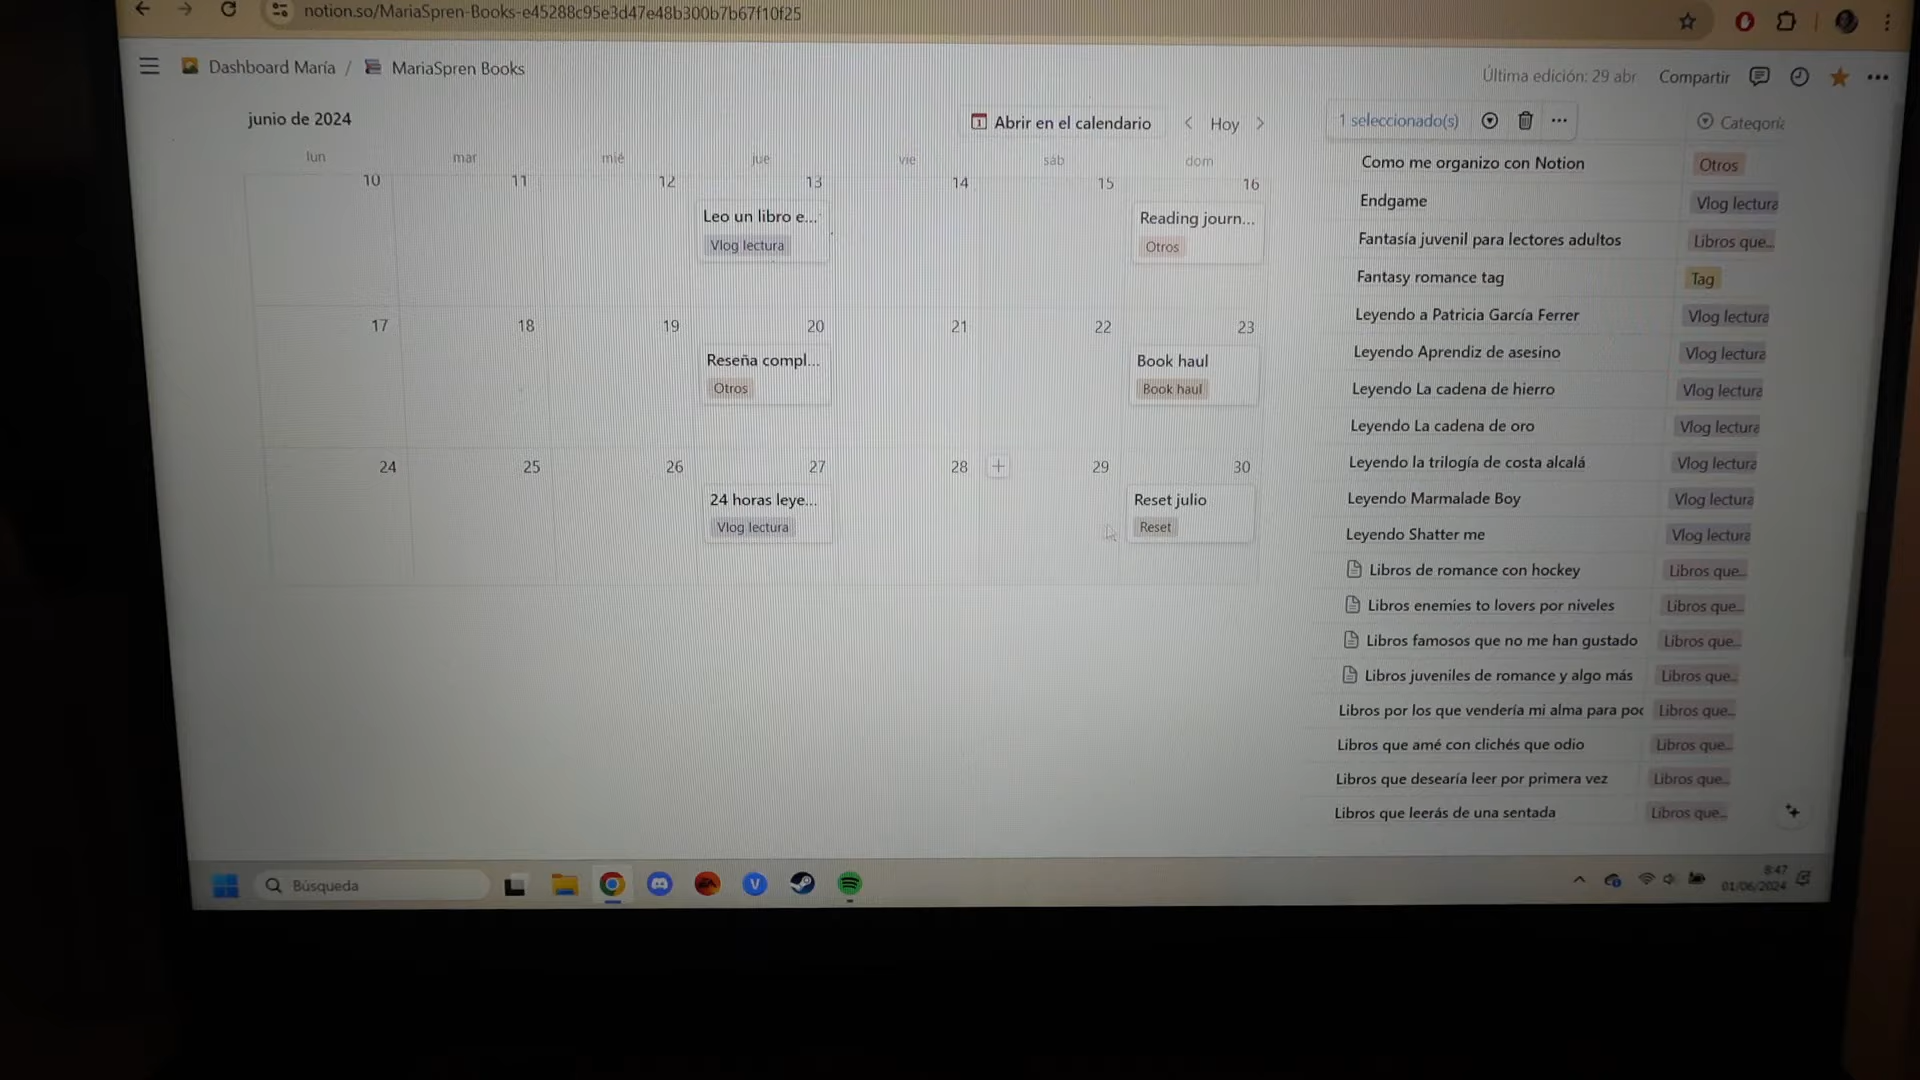 notion.so/MariaSpren-Books-e45288c95e3d47e48b300b7b67f10f25
Dashboard María / MariaSpren Books
Última edición: 29 abr Compartir
junio de 2024
Abrir en el calendario Hoy
1 seleccionado(s)
Categoría
lun mar mié jue vie sáb dom
10 11 12 13 14 15 16
Leo un libro e... Reading journ...
Vlog lectura Otros
17 18 19 20 21 22 23
Reseña compl... Book haul
Otros Book haul
24 25 26 27 28 29 30
24 horas leye... Reset julio
Vlog lectura Reset
Como me organizo con Notion Otros
Endgame Vlog lectura
Fantasía juvenil para lectores adultos Libros que...
Fantasy romance tag Tag
Leyendo a Patricia García Ferrer Vlog lectura
Leyendo Aprendiz de asesino Vlog lectura
Leyendo La cadena de hierro Vlog lectura
Leyendo La cadena de oro Vlog lectura
Leyendo la trilogía de costa alcalá Vlog lectura
Leyendo Marmalade Boy Vlog lectura
Leyendo Shatter me Vlog lectura
Libros de romance con hockey Libros que...
Libros enemies to lovers por niveles Libros que...
Libros famosos que no me han gustado Libros que...
Libros juveniles de romance y algo más Libros que...
Libros por los que vendería mi alma para poc Libros que...
Libros que amé con clichés que odio Libros que...
Libros que desearía leer por primera vez Libros que...
Libros que leerás de una sentada Libros que...
Búsqueda
8:47
01/06/2024